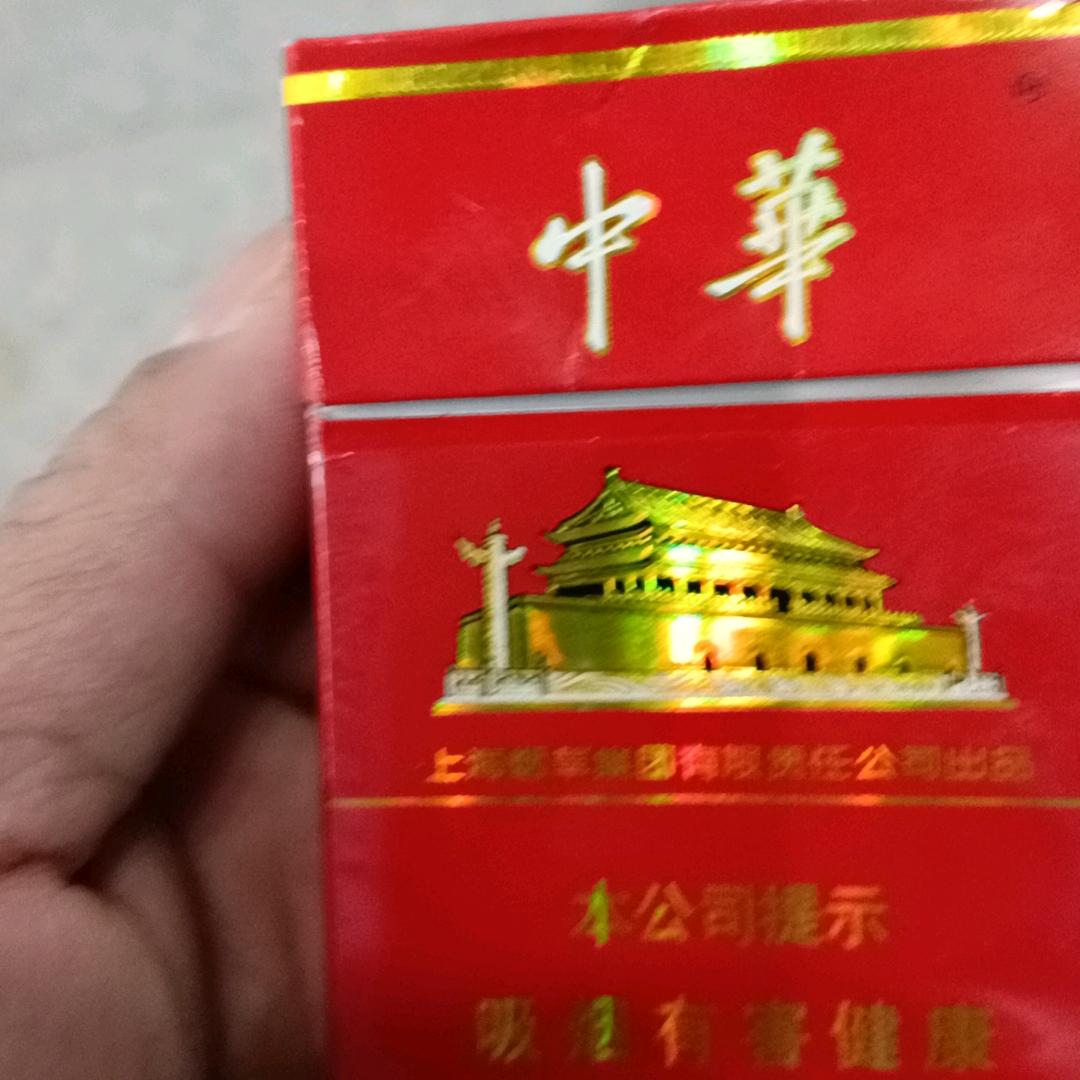 中華
上海烟草集团有限责任公司出品
本公司提示
吸烟有害健康